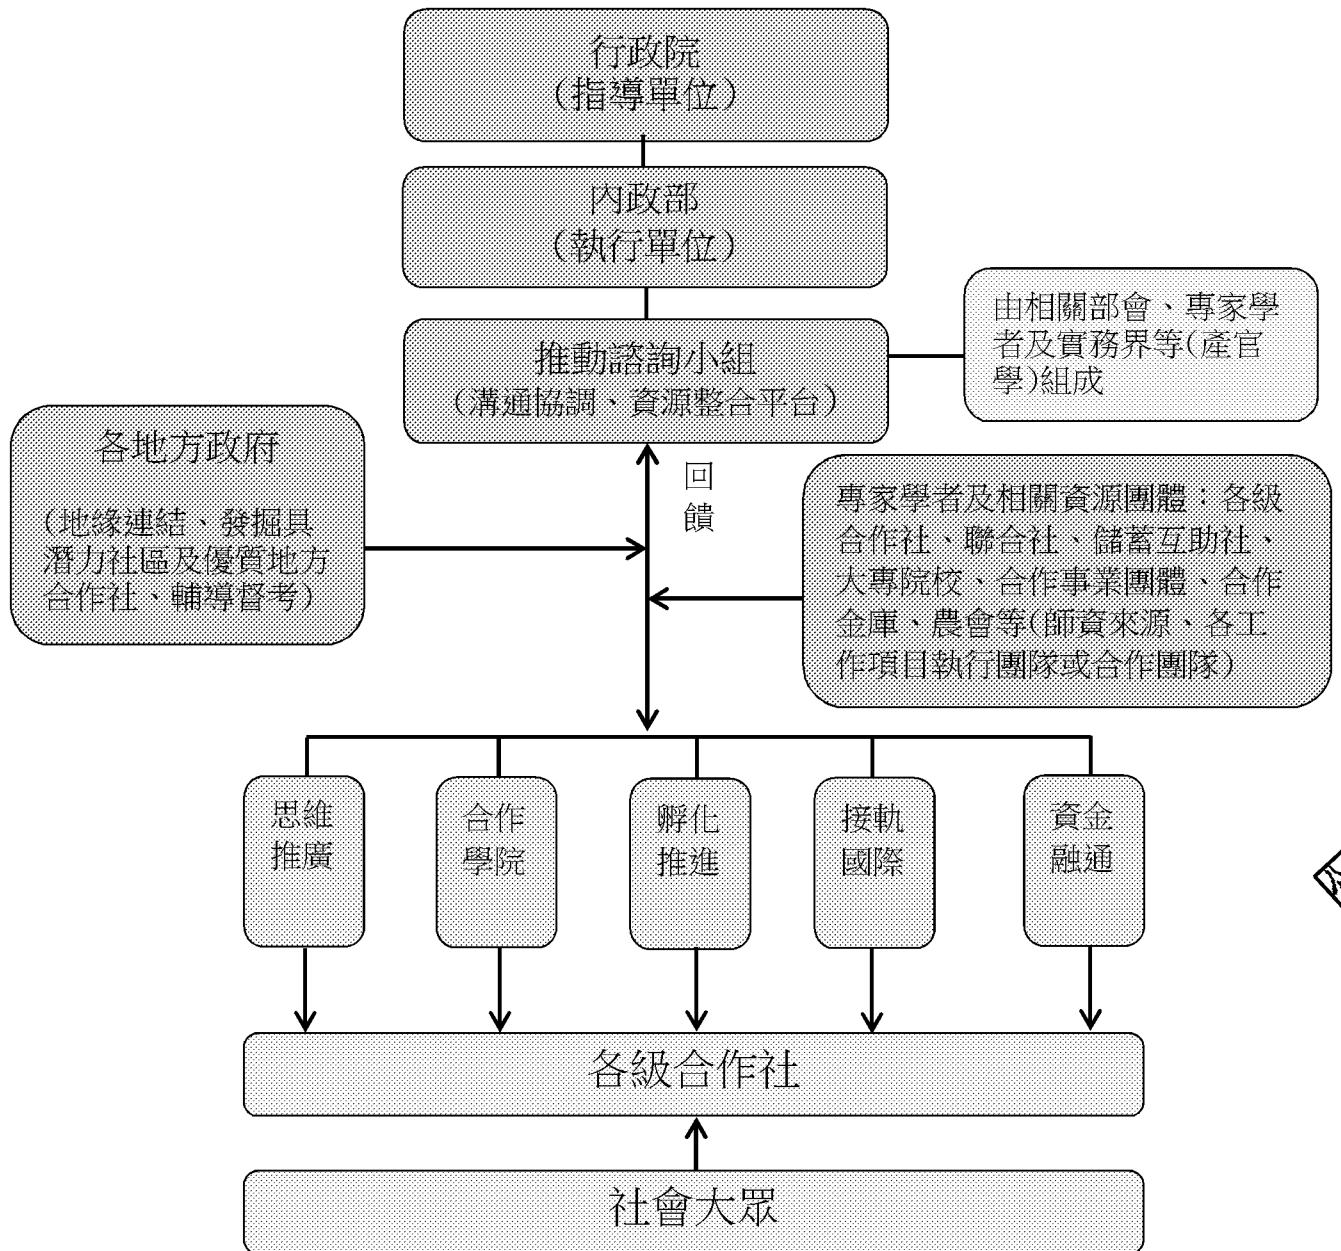 行政院
(指導單位)
內政部
(執行單位)
推動諮詢小組
(溝通協調、資源整合平台)
由相關部會、專家學
者及實務界等(產官
學)組成
各地方政府
(地緣連結、發掘具
潛力社區及優質地方
合作社、輔導督考)
回
饋
專家學者及相關資源團體：各級
合作社、聯合社、儲蓄互助社、
大專院校、合作事業團體、合作
金庫、農會等(師資來源、各工
作項目執行團隊或合作團隊)
思維
推廣
合作
學院
孵化
推進
接軌
國際
資金
融通
各級合作社
社會大眾